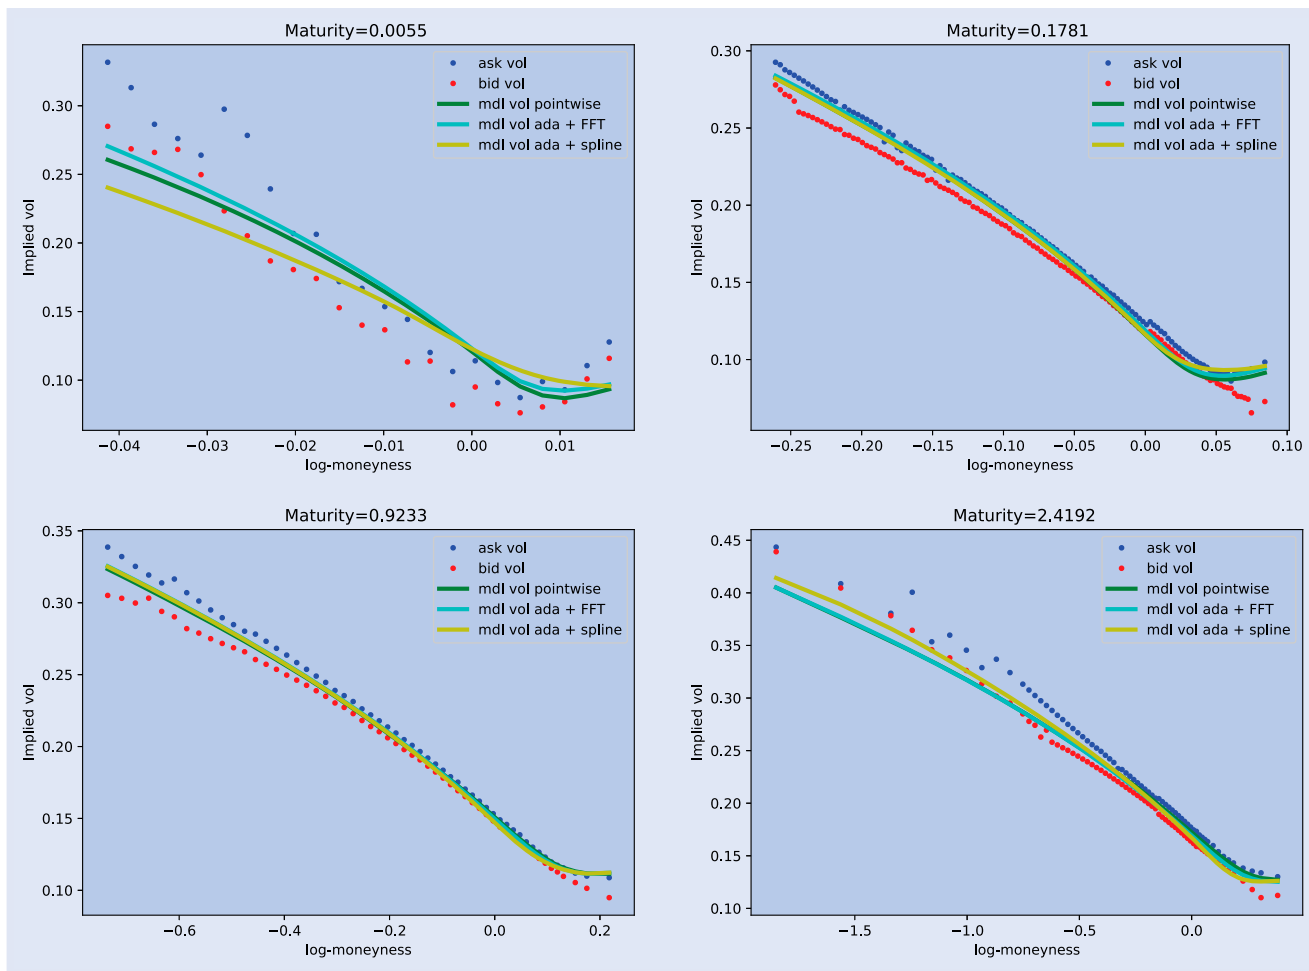 Maturity=0.0055
Implied vol
0.30
0.25
0.20
0.15
0.10
ask vol
bid vol
mdl vol pointwise
mdl vol ada + FFT
mdl vol ada + spline
−0.04 −0.03 −0.02 −0.01 0.00 0.01
log-moneyness
Maturity=0.1781
Implied vol
0.30
0.25
0.20
0.15
0.10
ask vol
bid vol
mdl vol pointwise
mdl vol ada + FFT
mdl vol ada + spline
−0.25 −0.20 −0.15 −0.10 −0.05 0.00 0.05 0.10
log-moneyness
Maturity=0.9233
Implied vol
0.35
0.30
0.25
0.20
0.15
0.10
ask vol
bid vol
mdl vol pointwise
mdl vol ada + FFT
mdl vol ada + spline
−0.6 −0.4 −0.2 0.0 0.2
log-moneyness
Maturity=2.4192
Implied vol
0.45
0.40
0.35
0.30
0.25
0.20
0.15
0.10
ask vol
bid vol
mdl vol pointwise
mdl vol ada + FFT
mdl vol ada + spline
−1.5 −1.0 −0.5 0.0
log-moneyness